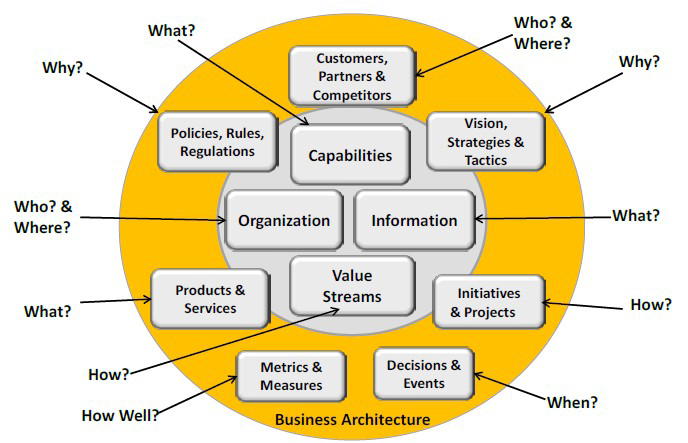 Who? &
Where?
What?
Why?
Why?
Customers,
Partners &
Competitors
Policies, Rules,
Regulations
Capabilities
Vision,
Strategies &
Tactics
Who? &
Where?
Organization
Information
What?
Products &
Services
Value
Streams
Initiatives
& Projects
What?
How?
How?
Metrics &
Measures
Decisions &
Events
How Well?
When?
Business Architecture